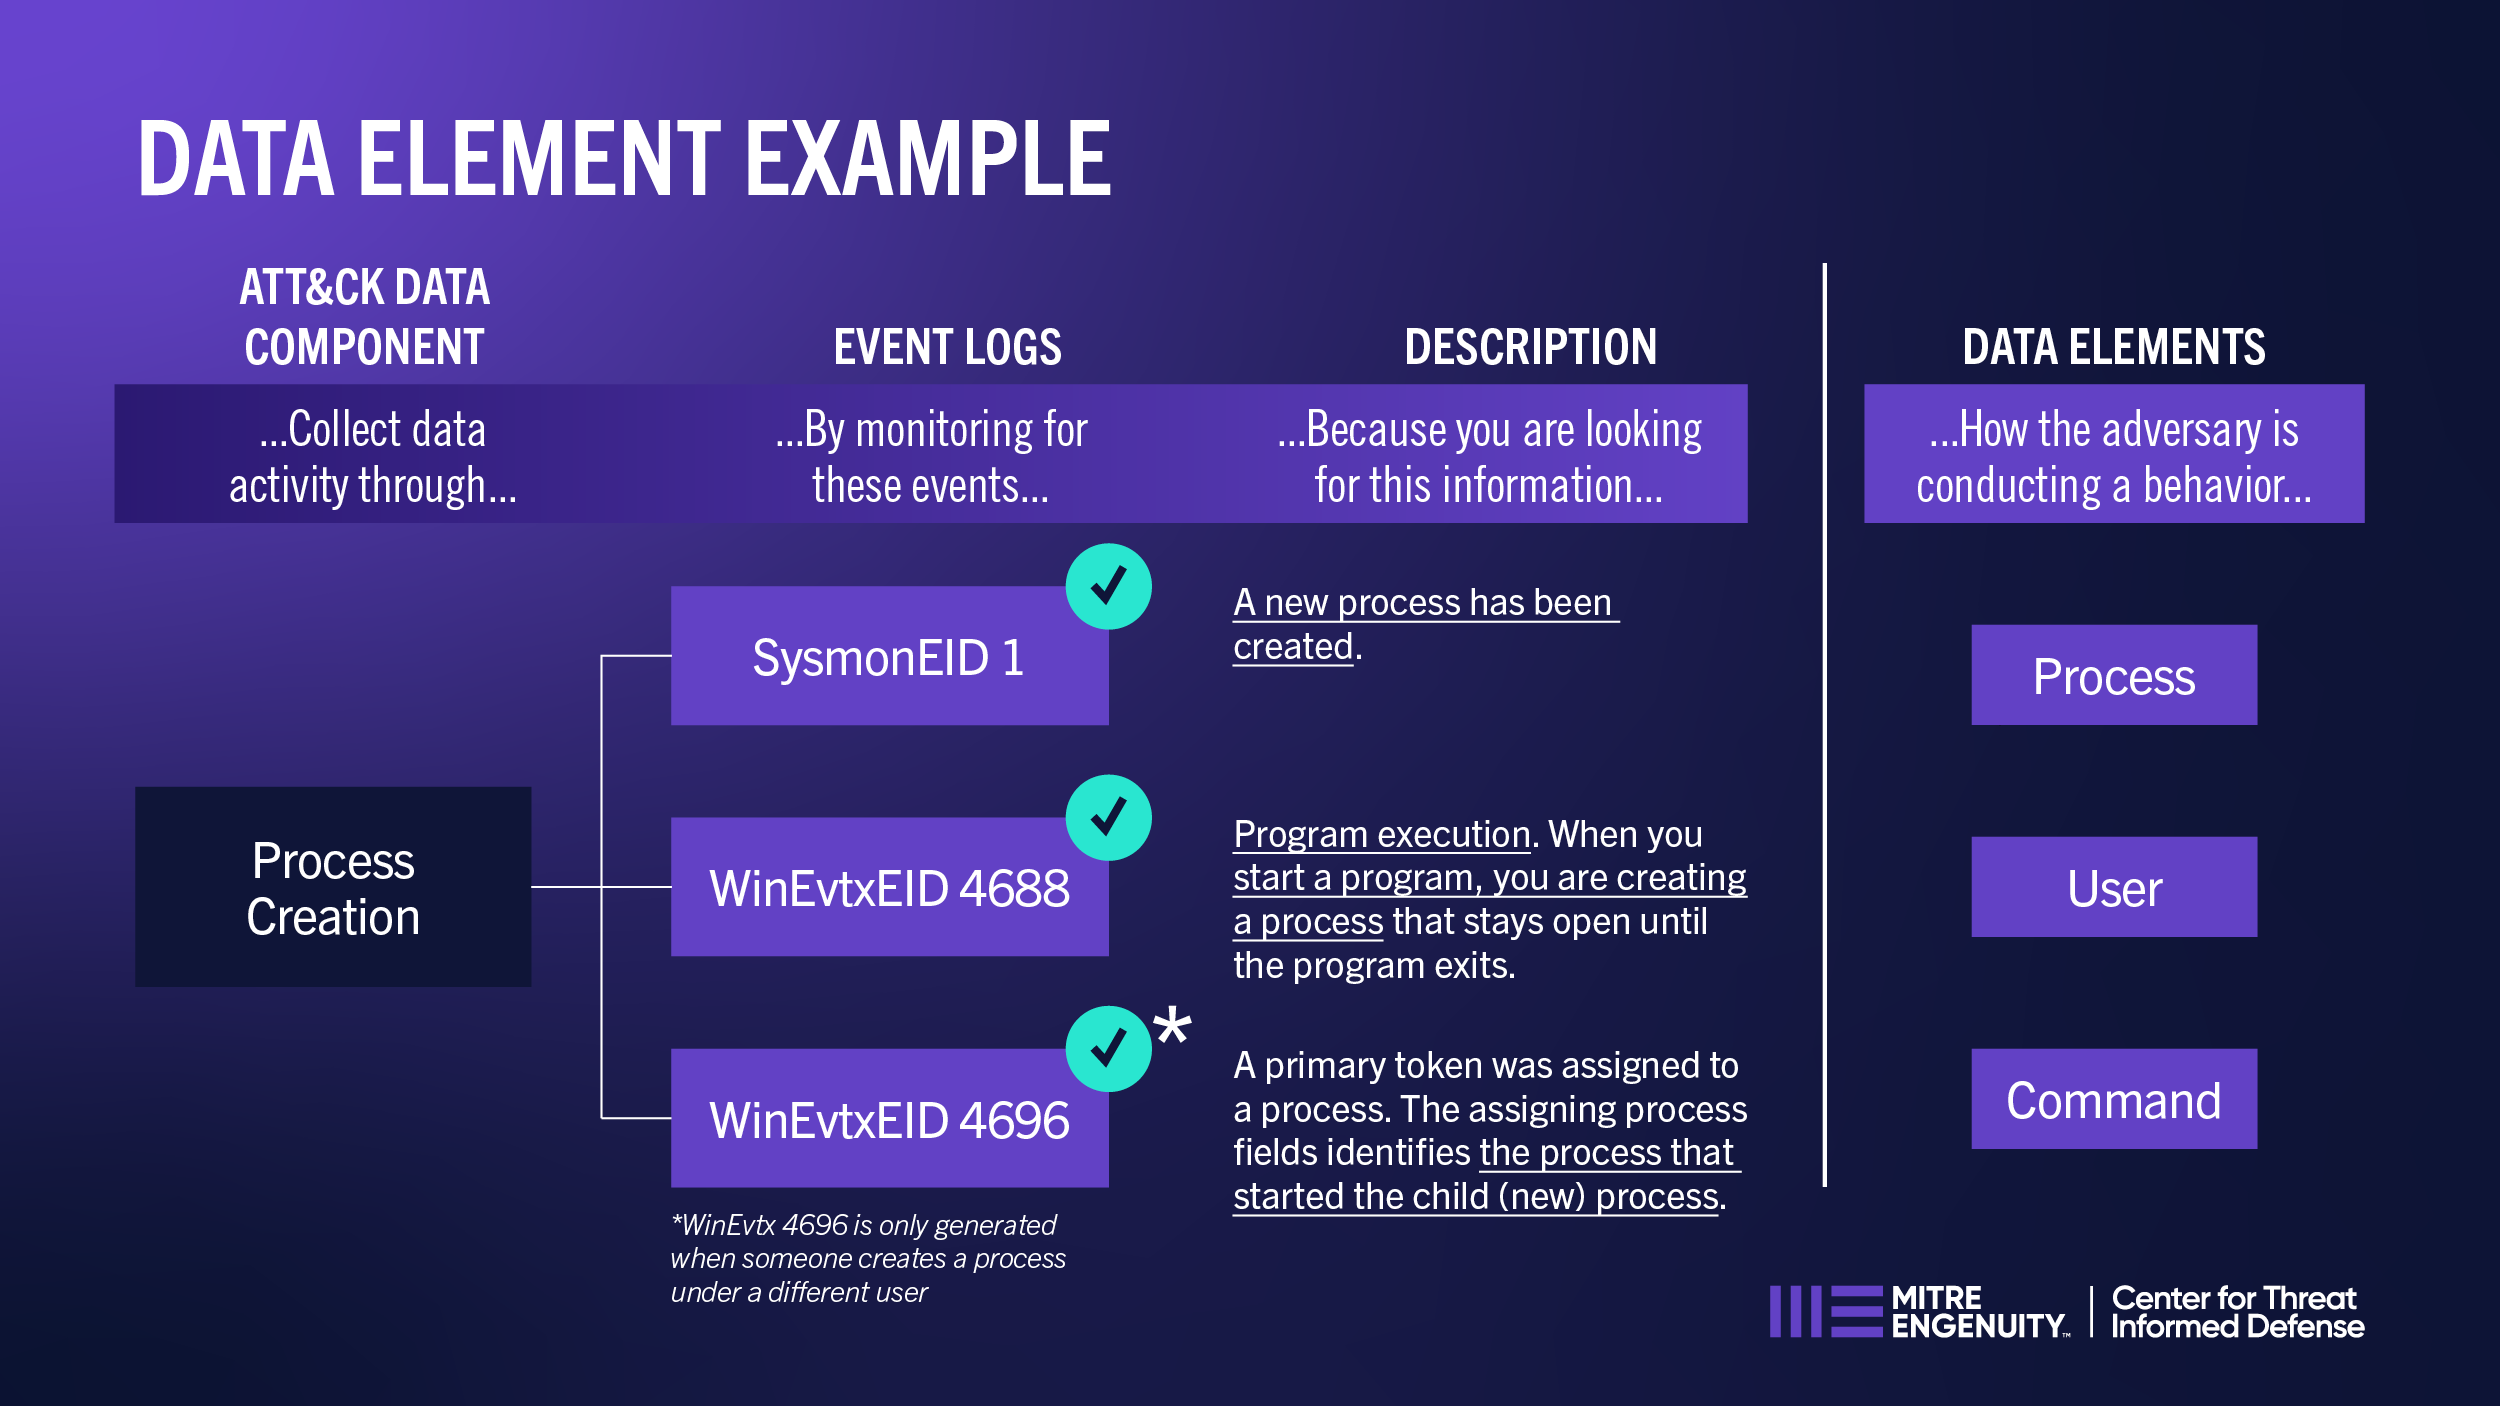 DATA ELEMENT EXAMPLE
ATT&CK DATA
COMPONENT
EVENT LOGS
DESCRIPTION
DATA ELEMENTS
...Collect data
activity through...
...By monitoring for
these events...
...Because you are looking
for this information...
...How the adversary is
conducting a behavior...
Process
Creation
SysmonEID 1
WinEvtxEID 4688
WinEvtxEID 4696
*
*WinEvtx 4696 is only generated
when someone creates a process
under a different user
A new process has been
created.
Program execution. When you
start a program, you are creating
a process that stays open until
the program exits.
A primary token was assigned to
a process. The assigning process
fields identifies the process that
started the child (new) process.
Process
User
Command
MITRE
ENGENUITY™
Center for Threat
Informed Defense